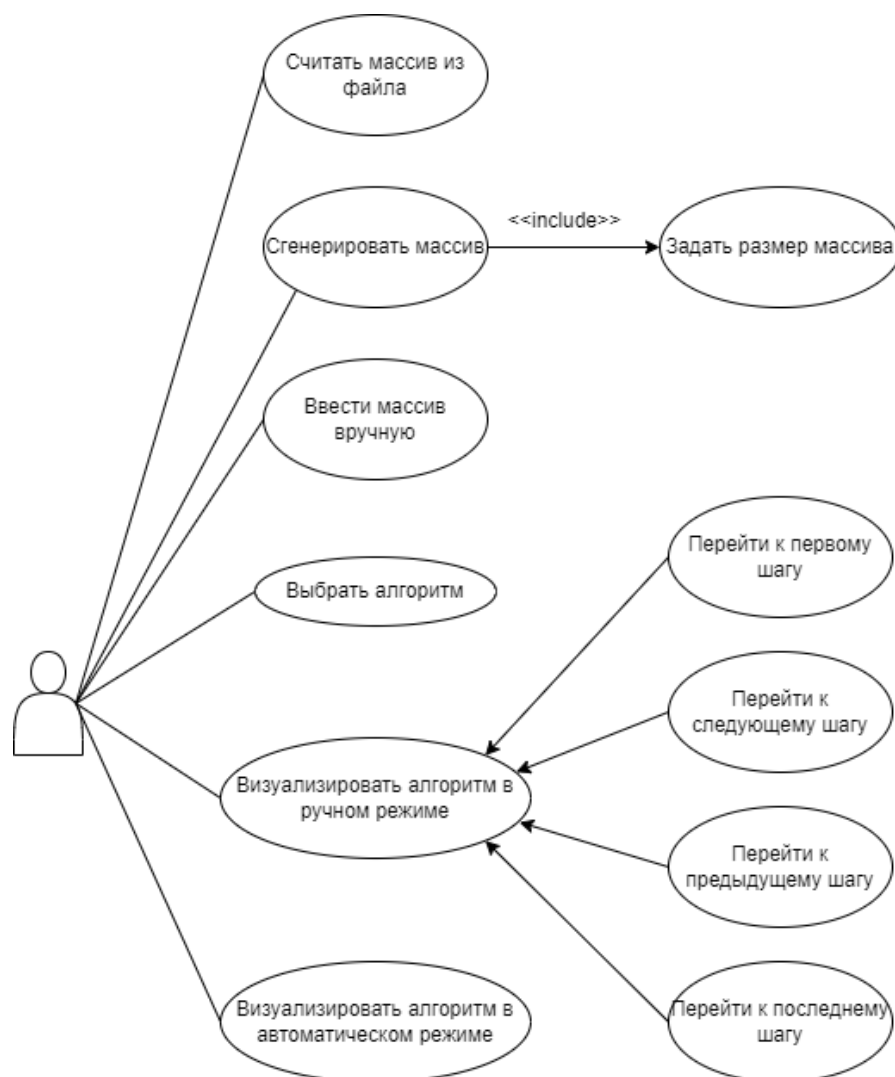 Считать массив из
файла
Сгенерировать массив
<<include>>
Задать размер массива
Ввести массив
вручную
Перейти к первому
шагу
Выбрать алгоритм
Перейти к
следующему шагу
Визуализировать алгоритм в
ручном режиме
Перейти к
предыдущему шагу
Визуализировать алгоритм в
автоматическом режиме
Перейти к последнему
шагу